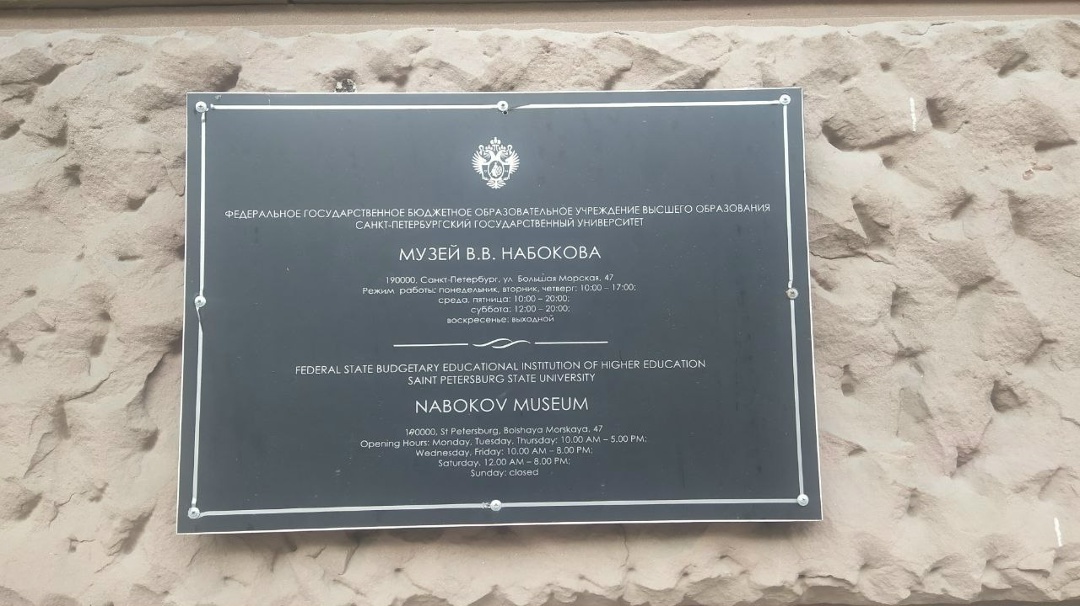 ФЕДЕРАЛЬНОЕ ГОСУДАРСТВЕННОЕ БЮДЖЕТНОЕ ОБРАЗОВАТЕЛЬНОЕ УЧРЕЖДЕНИЕ ВЫСШЕГО ОБРАЗОВАНИЯ
САНКТ-ПЕТЕРБУРГСКИЙ ГОСУДАРСТВЕННЫЙ УНИВЕРСИТЕТ
МУЗЕЙ В.В. НАБОКОВА
190000, Санкт-Петербург, ул. Большая Морская, 47
Режим работы: понедельник, вторник, четверг: 10:00 – 17:00;
среда, пятница: 10:00 – 20:00;
суббота: 12:00 – 20:00;
воскресенье: выходной
FEDERAL STATE BUDGETARY EDUCATIONAL INSTITUTION OF HIGHER EDUCATION
SAINT PETERSBURG STATE UNIVERSITY
NABOKOV MUSEUM
190000, St Petersburg, Bolshaya Morskaya, 47
Opening Hours: Monday, Tuesday, Thursday: 10.00 AM – 5.00 PM;
Wednesday, Friday: 10.00 AM – 8.00 PM;
Saturday, 12.00 AM – 8.00 PM;
Sunday: closed